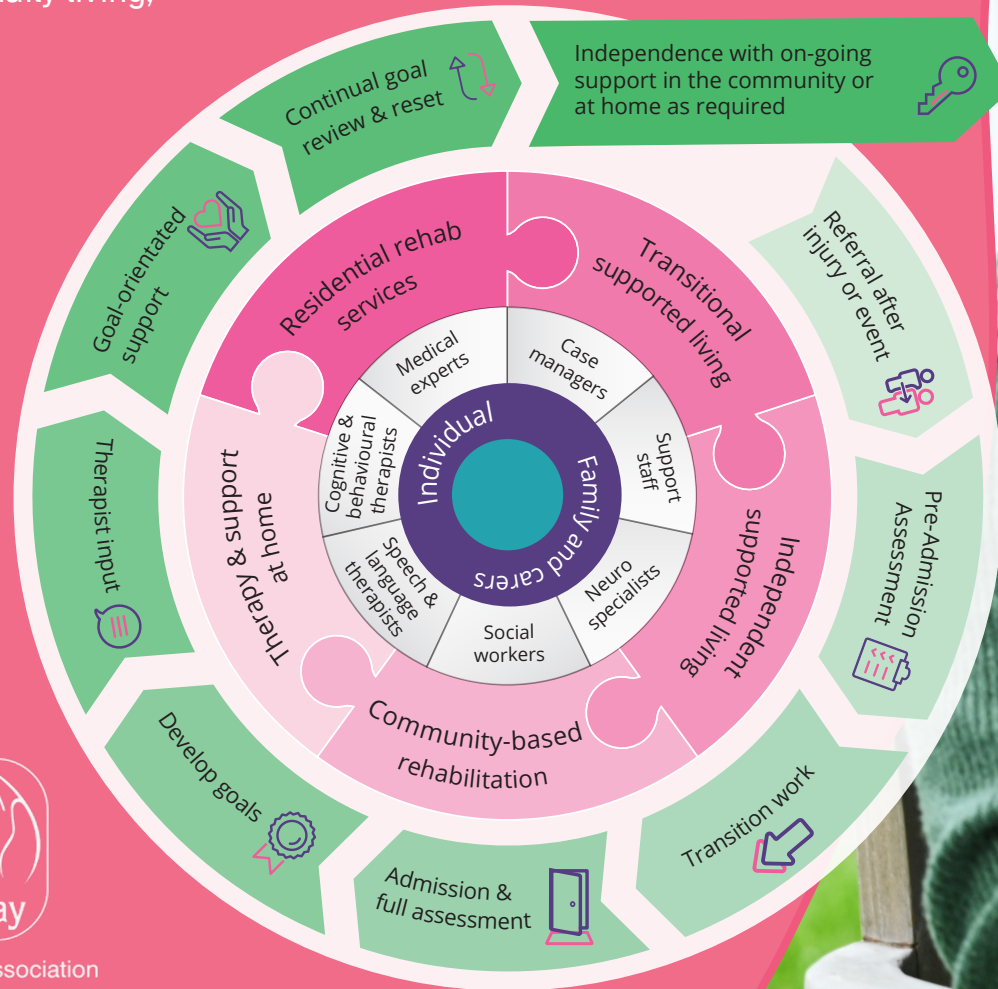 Continual goal
review & reset
Independence with on-going
support in the community or
at home as required
Referral after
injury or event
Pre-Admission
Assessment
Transition work
Admission &
full assessment
Develop goals
Therapist input
Goal-orientated
support
Residential rehab
services
Transitional
supported living
Independent
supported living
Community-based
rehabilitation
Therapy & support
at home
Medical
experts
Case
managers
Support
staff
Neuro
specialists
Social
workers
Speech &
language
therapists
Cognitive &
behavioural
therapists
Individual
Family and carers
living,